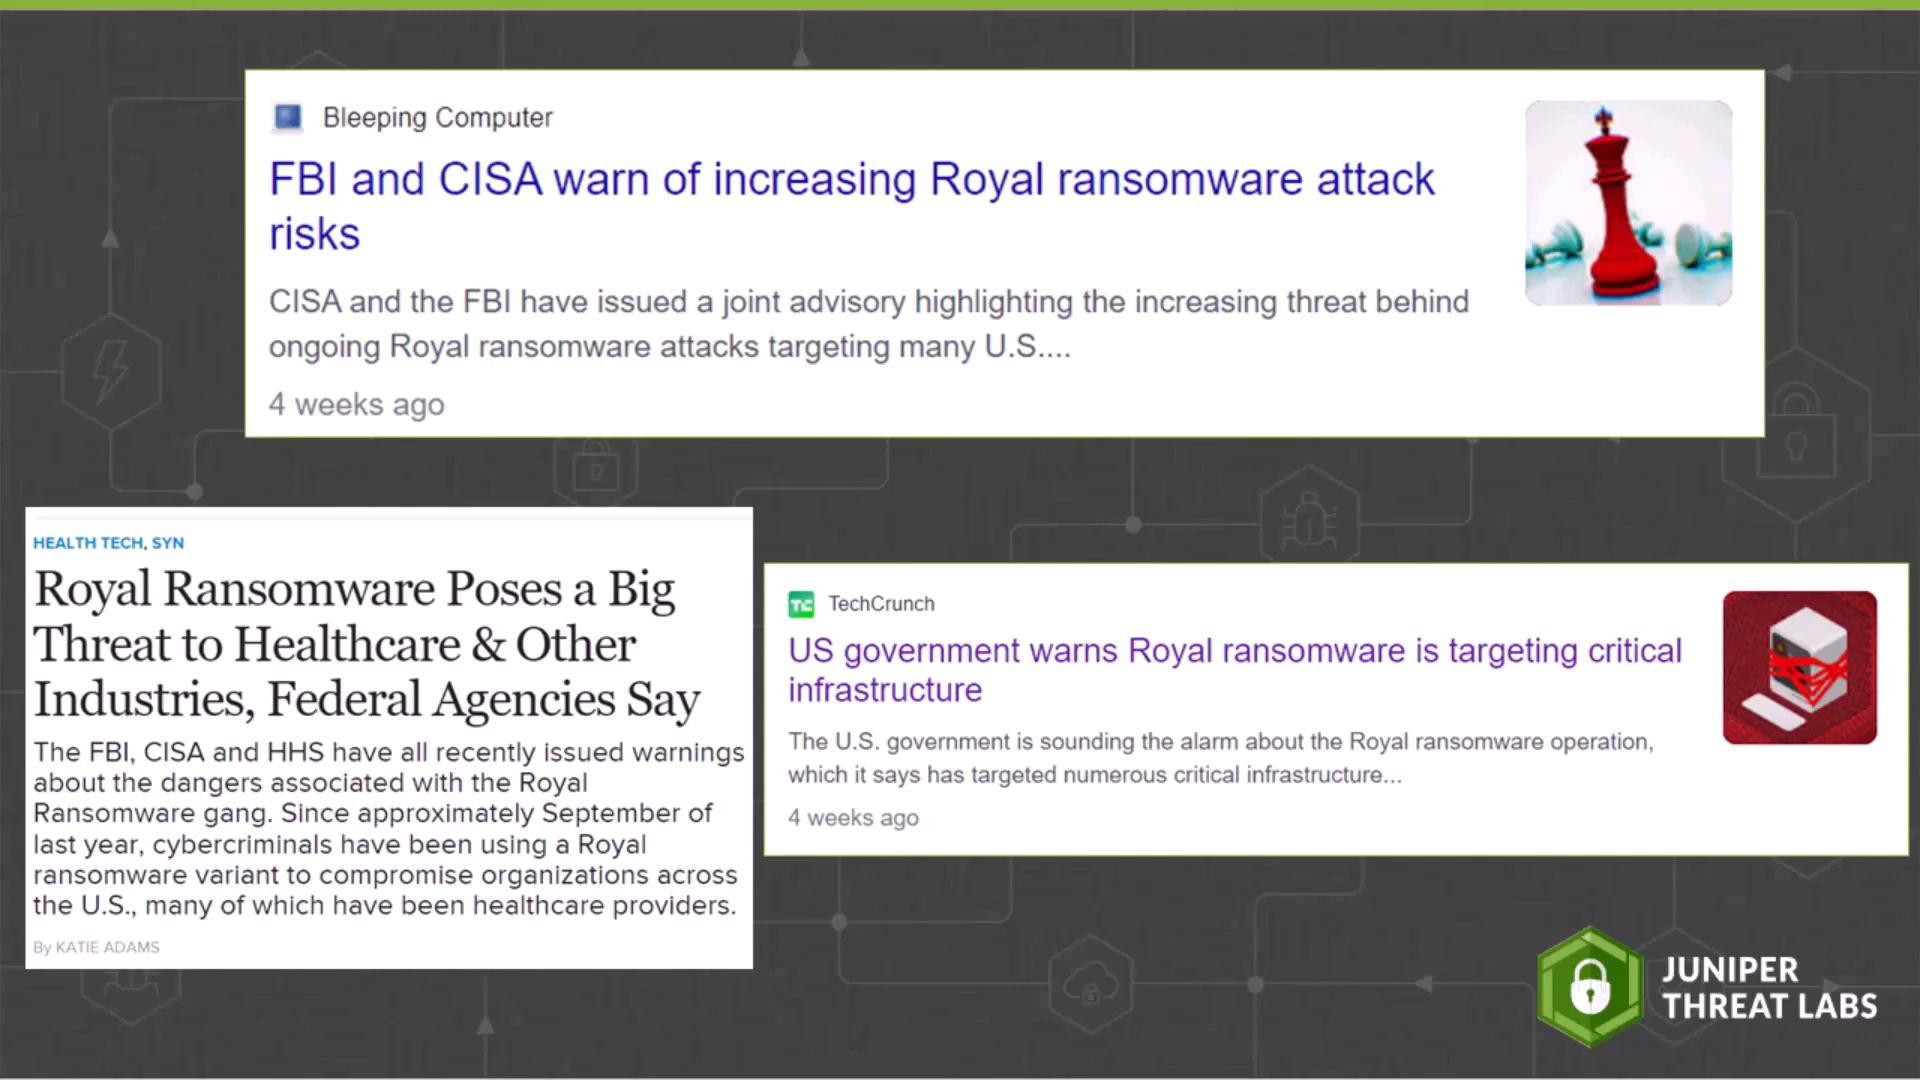 Bleeping Computer
FBI and CISA warn of increasing Royal ransomware attack
risks
CISA and the FBI have issued a joint advisory highlighting the increasing threat behind
ongoing Royal ransomware attacks targeting many U.S....
4 weeks ago
HEALTH TECH, SYN
Royal Ransomware Poses a Big
Threat to Healthcare & Other
Industries, Federal Agencies Say
The FBI, CISA and HHS have all recently issued warnings
about the dangers associated with the Royal
Ransomware gang. Since approximately September of
last year, cybercriminals have been using a Royal
ransomware variant to compromise organizations across
the U.S., many of which have been healthcare providers.
By KATIE ADAMS
TC TechCrunch
US government warns Royal ransomware is targeting critical
infrastructure
The U.S. government is sounding the alarm about the Royal ransomware operation,
which it says has targeted numerous critical infrastructure...
4 weeks ago
JUNIPER
THREAT LABS